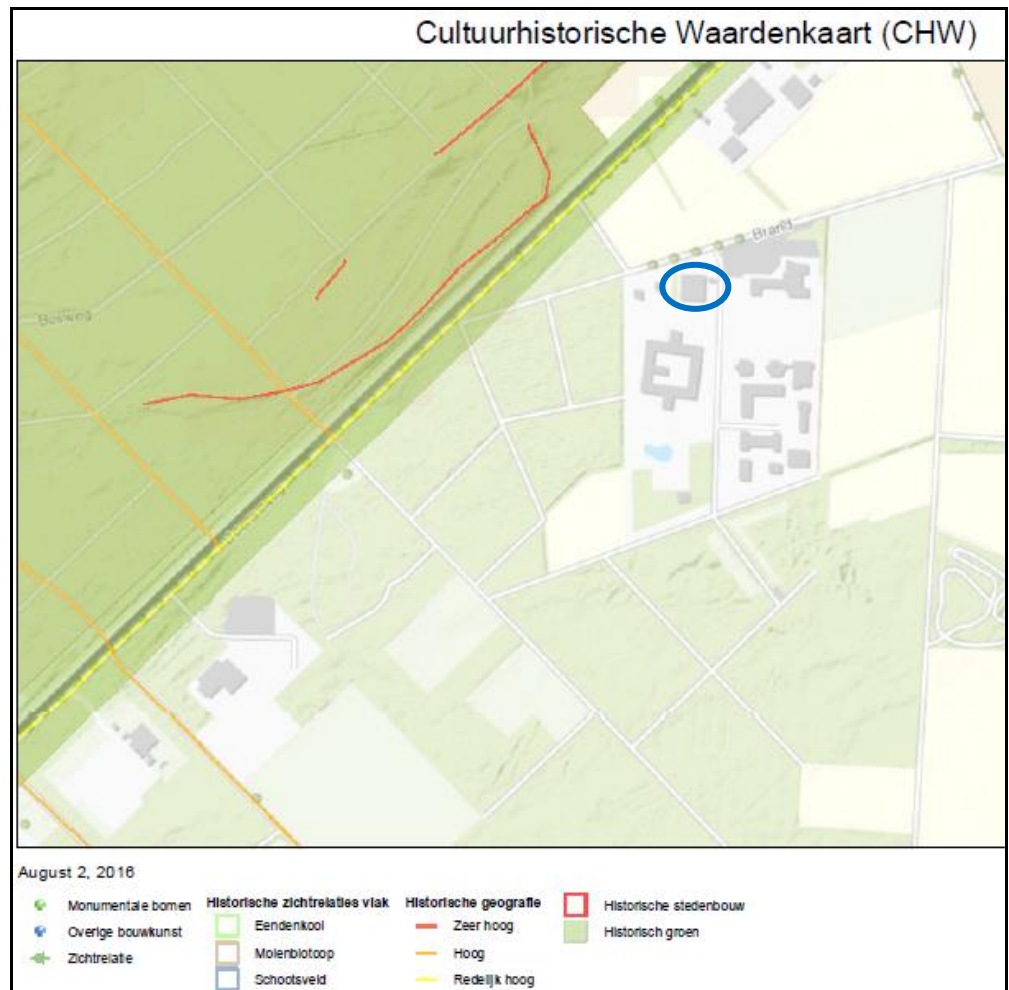 Cultuurhistorische Waardenkaart (CHW)
Brand
Bosweg
August 2, 2016
Monumentale bomen
Overige bouwkunst
Zichtrelatie
Historische zichtrelaties vlak
Eendenkooi
Molenbiotoop
Schootsveld
Historische geografie
Zeer hoog
Hoog
Redelijk hoog
Historische stedenbouw
Historisch groen